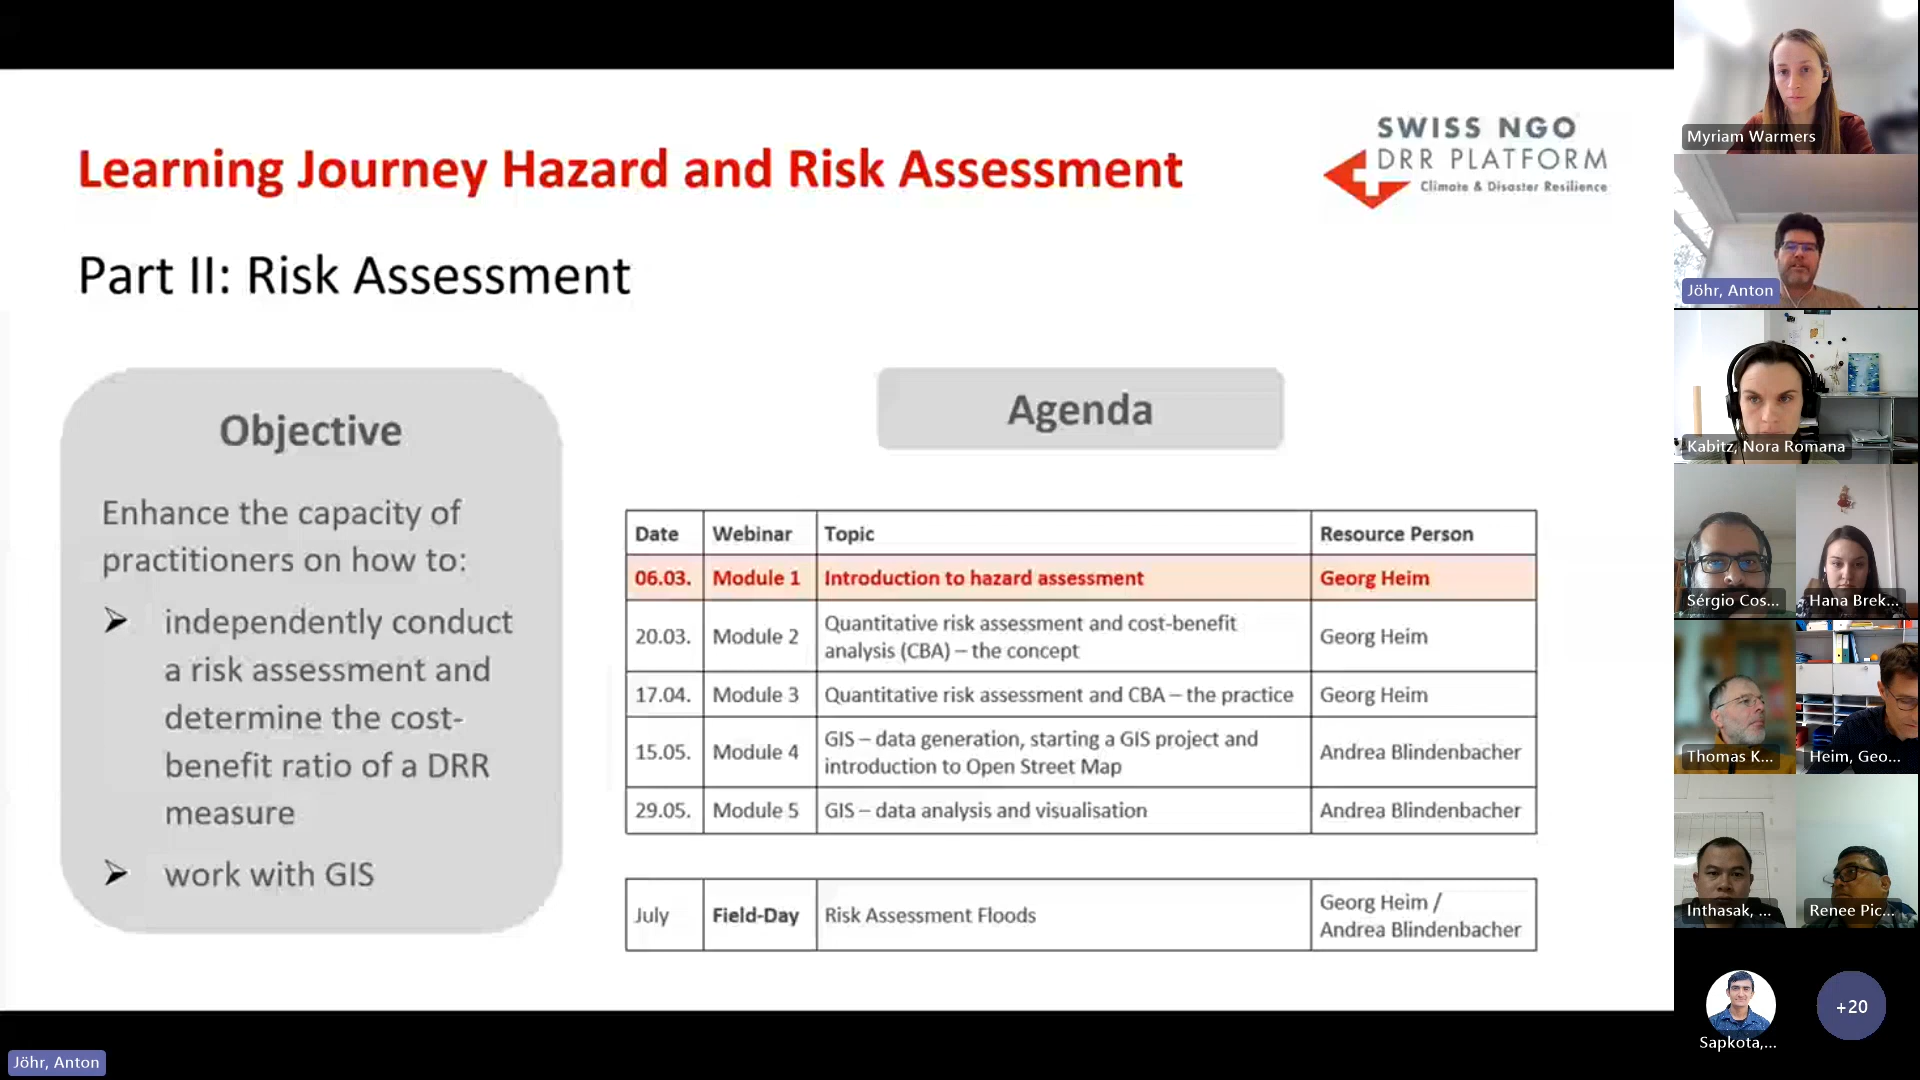 Learning Journey Hazard and Risk Assessment
SWISS NGO
DRR PLATFORM
Climate & Disaster Resilience
Part II: Risk Assessment
Objective
Enhance the capacity of
practitioners on how to:
➢ independently conduct
a risk assessment and
determine the cost-
benefit ratio of a DRR
measure
➢ work with GIS
Agenda
Date Webinar Topic Resource Person
06.03. Module 1 Introduction to hazard assessment Georg Heim
20.03. Module 2 Quantitative risk assessment and cost-benefit
analysis (CBA) – the concept Georg Heim
17.04. Module 3 Quantitative risk assessment and CBA – the practice Georg Heim
15.05. Module 4 GIS – data generation, starting a GIS project and
introduction to Open Street Map Andrea Blindenbacher
29.05. Module 5 GIS – data analysis and visualisation Andrea Blindenbacher
July Field-Day Risk Assessment Floods Georg Heim /
Andrea Blindenbacher
Myriam Warmers
Jöhr, Anton
Kabitz, Nora Romana
Sérgio Cos...
Hana Brek...
Thomas K...
Heim, Geo...
Inthasak, ...
Renee Pic...
Sapkota,...
+20
Jöhr, Anton